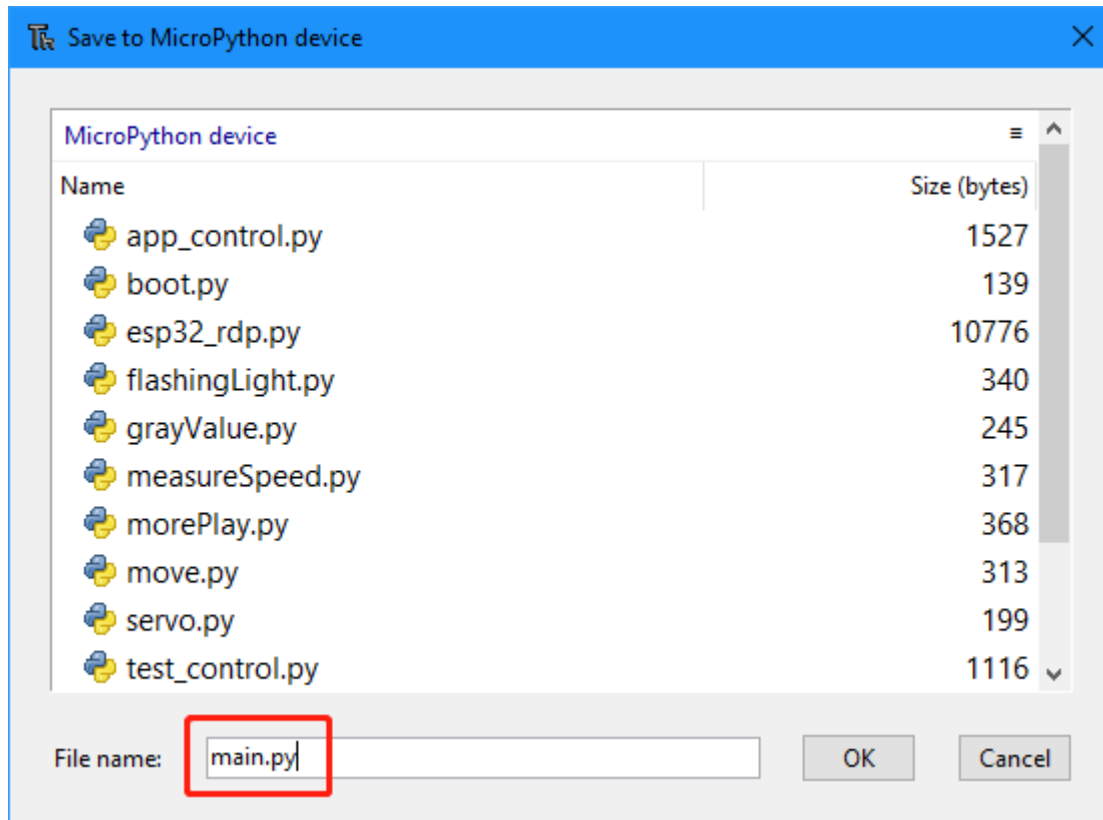 Save to MicroPython device
MicroPython device
Name Size (bytes)
app_control.py 1527
boot.py 139
esp32_rdp.py 10776
flashingLight.py 340
grayValue.py 245
measureSpeed.py 317
morePlay.py 368
move.py 313
servo.py 199
test_control.py 1116
File name: main.py OK Cancel